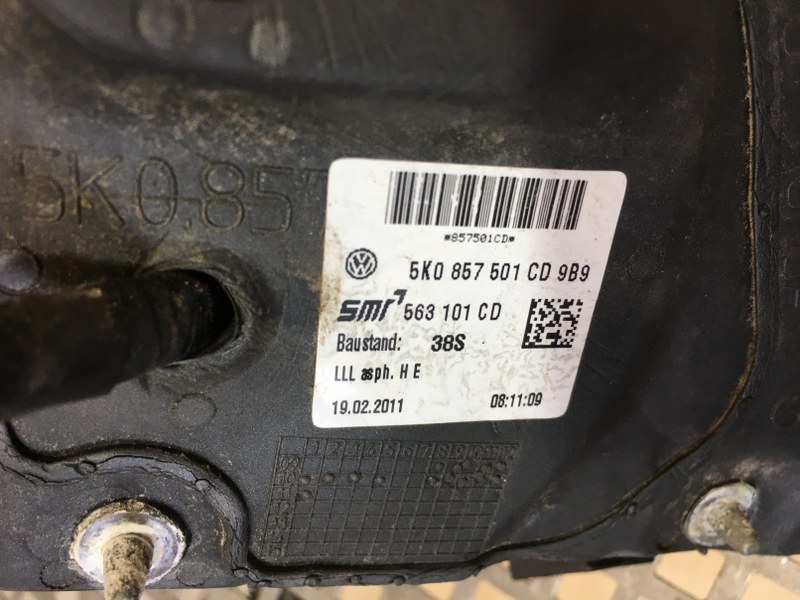 5K0.857
*857501CD*
5K0 857 501 CD 9B9
smr 563 101 CD
Baustand: 38S
LLL asph. H E
19.02.2011 08:11:09